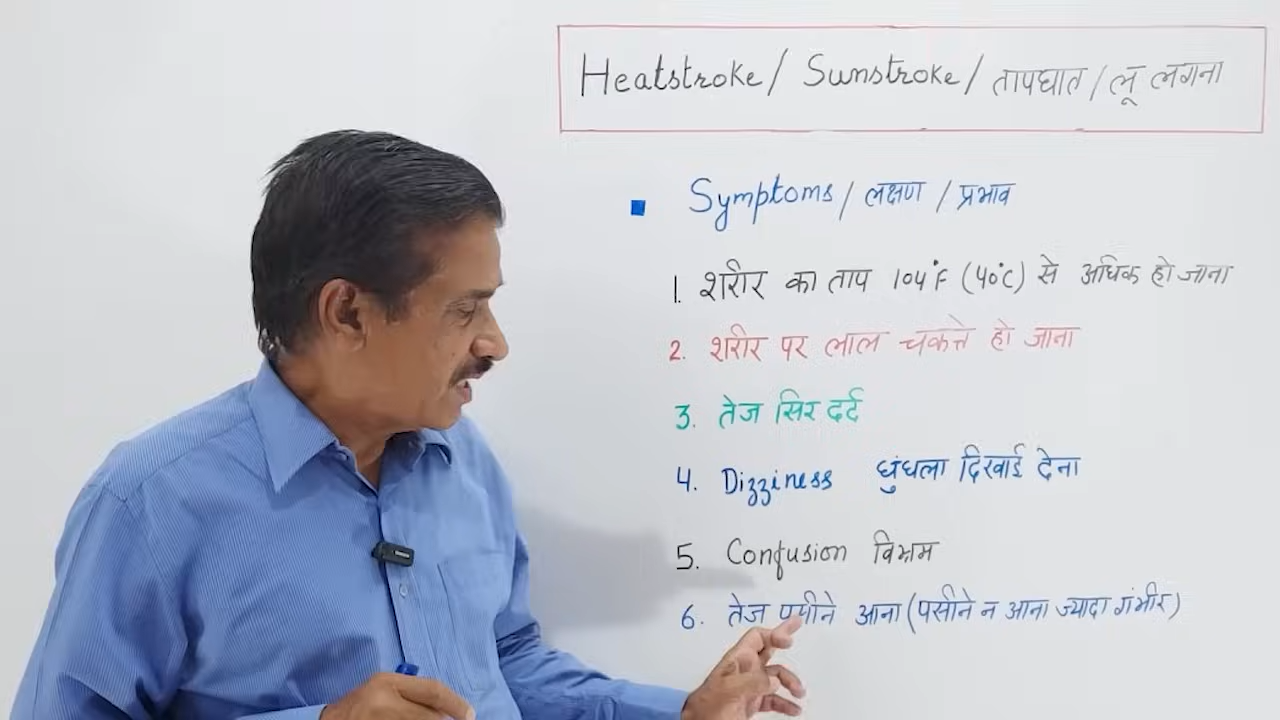 Heatstroke/ Sunstroke/ तापघात/ लू लगना
Symptoms/ लक्षण / प्रभाव
1. शरीर का ताप 104°F (40°C) से अधिक हो जाना
2. शरीर पर लाल चकत्ते हो जाना
3. तेज सिर दर्द
4. Dizziness धुंधला दिखाई देना
5. Confusion विभ्रम
6. तेज पसीने आना (पसीने न आना ज्यादा गंभीर)